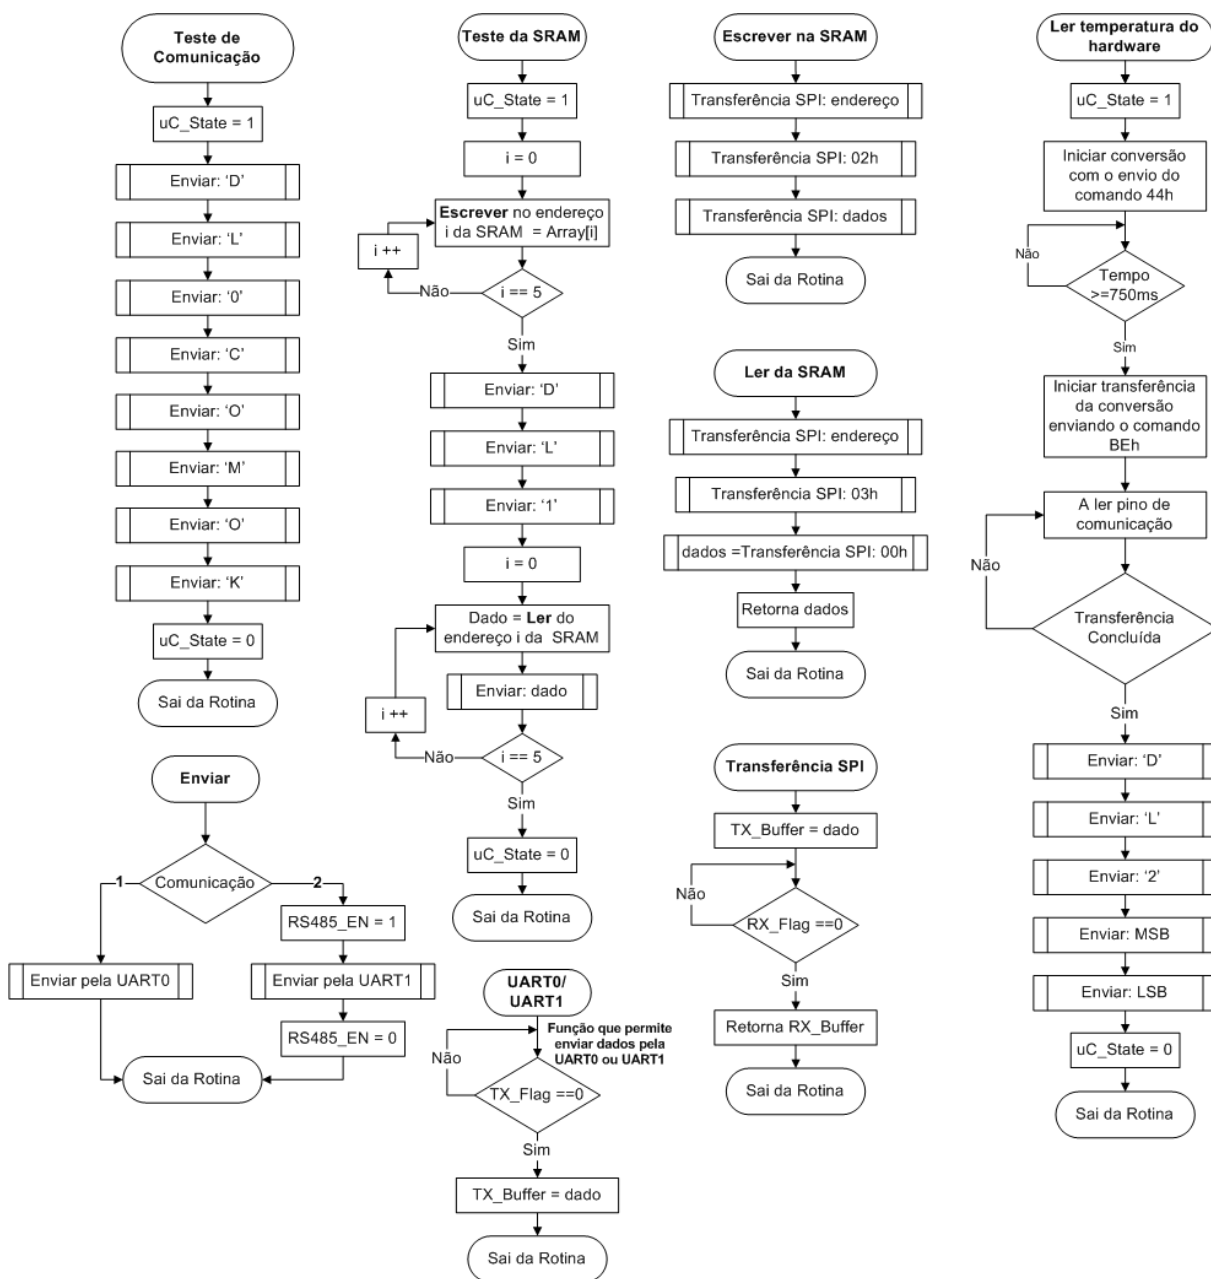 Teste de
Comunicação
uC_State = 1
Enviar: ‘D’
Enviar: ‘L’
Enviar: ‘0’
Enviar: ‘C’
Enviar: ‘O’
Enviar: ‘M’
Enviar: ‘O’
Enviar: ‘K’
uC_State = 0
Sai da Rotina
Enviar
Comunicação
1
2
RS485_EN = 1
Enviar pela UART0
Enviar pela UART1
RS485_EN = 0
Sai da Rotina
Teste da SRAM
uC_State = 1
i = 0
Escrever no endereço
i da SRAM = Array[i]
i ++
Não
i == 5
Sim
Enviar: ‘D’
Enviar: ‘L’
Enviar: ‘1’
i = 0
Dado = Ler do
endereço i da SRAM
Enviar: dado
i ++
Não
i == 5
Sim
uC_State = 0
Sai da Rotina
UART0/
UART1
Função que permite
enviar dados pela
UART0 ou UART1
Não
TX_Flag ==0
Sim
TX_Buffer = dado
Sai da Rotina
Escrever na SRAM
Transferência SPI: endereço
Transferência SPI: 02h
Transferência SPI: dados
Sai da Rotina
Ler da SRAM
Transferência SPI: endereço
Transferência SPI: 03h
dados =Transferência SPI: 00h
Retorna dados
Sai da Rotina
Transferência SPI
TX_Buffer = dado
Não
RX_Flag ==0
Sim
Retorna RX_Buffer
Sai da Rotina
Ler temperatura do
hardware
uC_State = 1
Iniciar conversão
com o envio do
comando 44h
Não
Tempo
>=750ms
Sim
Iniciar transferência
da conversão
enviando o comando
BEh
A ler pino de
comunicação
Não
Transferência
Concluída
Sim
Enviar: ‘D’
Enviar: ‘L’
Enviar: ‘2’
Enviar: MSB
Enviar: LSB
uC_State = 0
Sai da Rotina